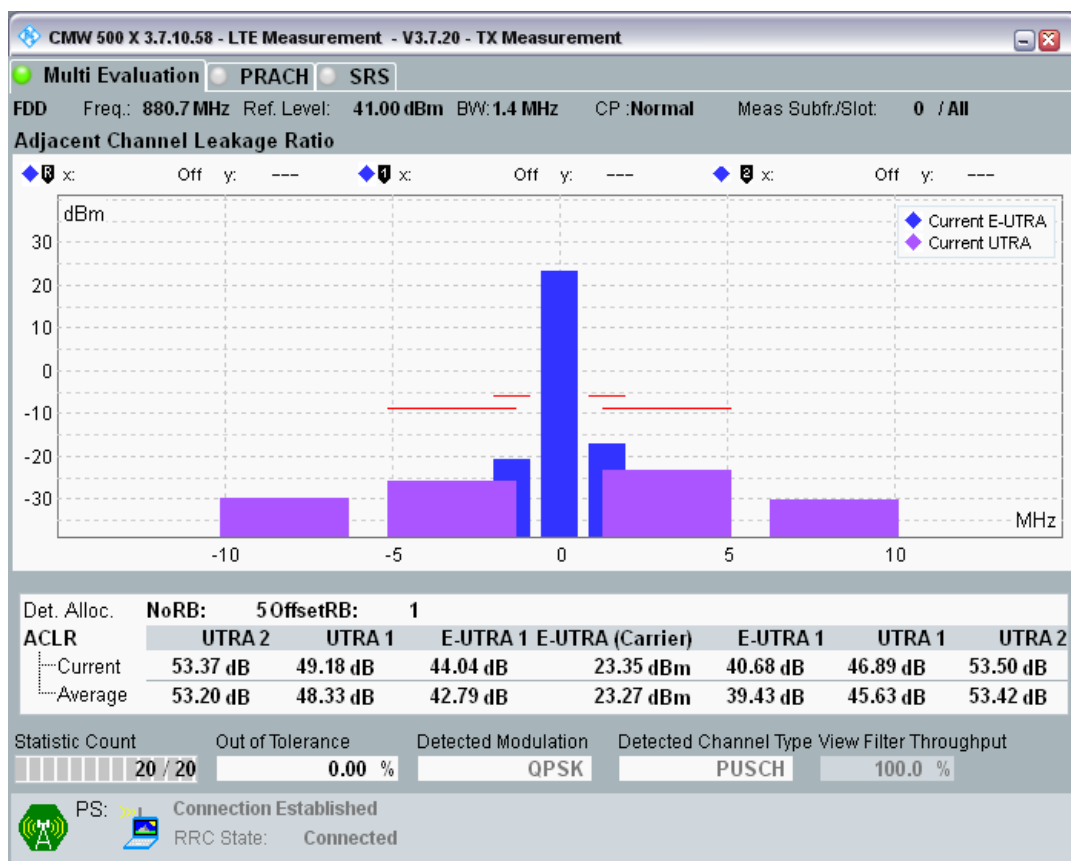 CMW 500 X 3.7.10.58 - LTE Measurement - V3.7.20 - TX Measurement
Multi Evaluation PRACH SRS
FDD Freq.: 880.7 MHz Ref. Level: 41.00 dBm BW: 1.4 MHz CP :Normal Meas Subfr./Slot: 0 / All
Adjacent Channel Leakage Ratio
R x: Off y: --- 1 x: Off y: --- 2 x: Off y: ---
dBm
Current E-UTRA
Current UTRA
30
20
10
0
-10
-20
-30
MHz
-10 -5 0 5 10
Det. Alloc. NoRB: 5 OffsetRB: 1
ACLR UTRA 2 UTRA 1 E-UTRA 1 E-UTRA (Carrier) E-UTRA 1 UTRA 1 UTRA 2
Current 53.37 dB 49.18 dB 44.04 dB 23.35 dBm 40.68 dB 46.89 dB 53.50 dB
Average 53.20 dB 48.33 dB 42.79 dB 23.27 dBm 39.43 dB 45.63 dB 53.42 dB
Statistic Count Out of Tolerance Detected Modulation Detected Channel Type View Filter Throughput
20 / 20 0.00 % QPSK PUSCH 100.0 %
PS: Connection Established
RRC State: Connected